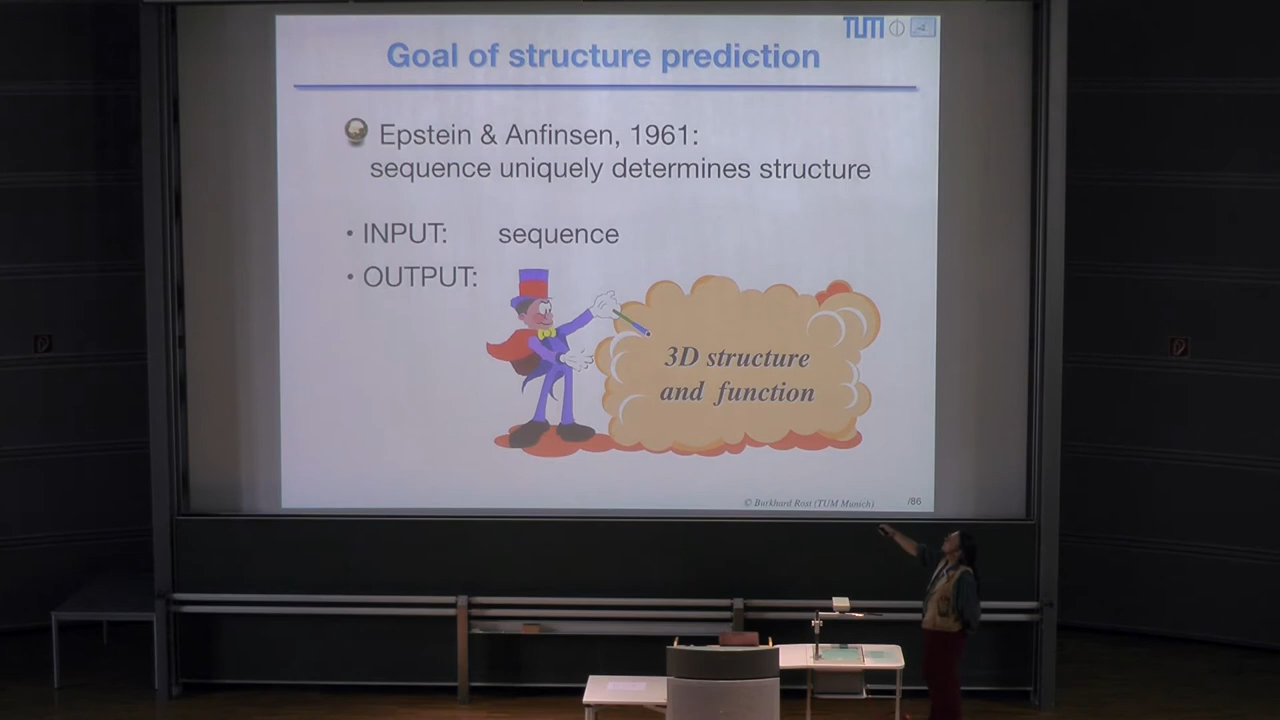 TUM
Goal of structure prediction
Epstein & Anfinsen, 1961:
sequence uniquely determines structure
• INPUT: sequence
• OUTPUT:
3D structure
and function
© Burkhard Rost (TUM Munich)
/86